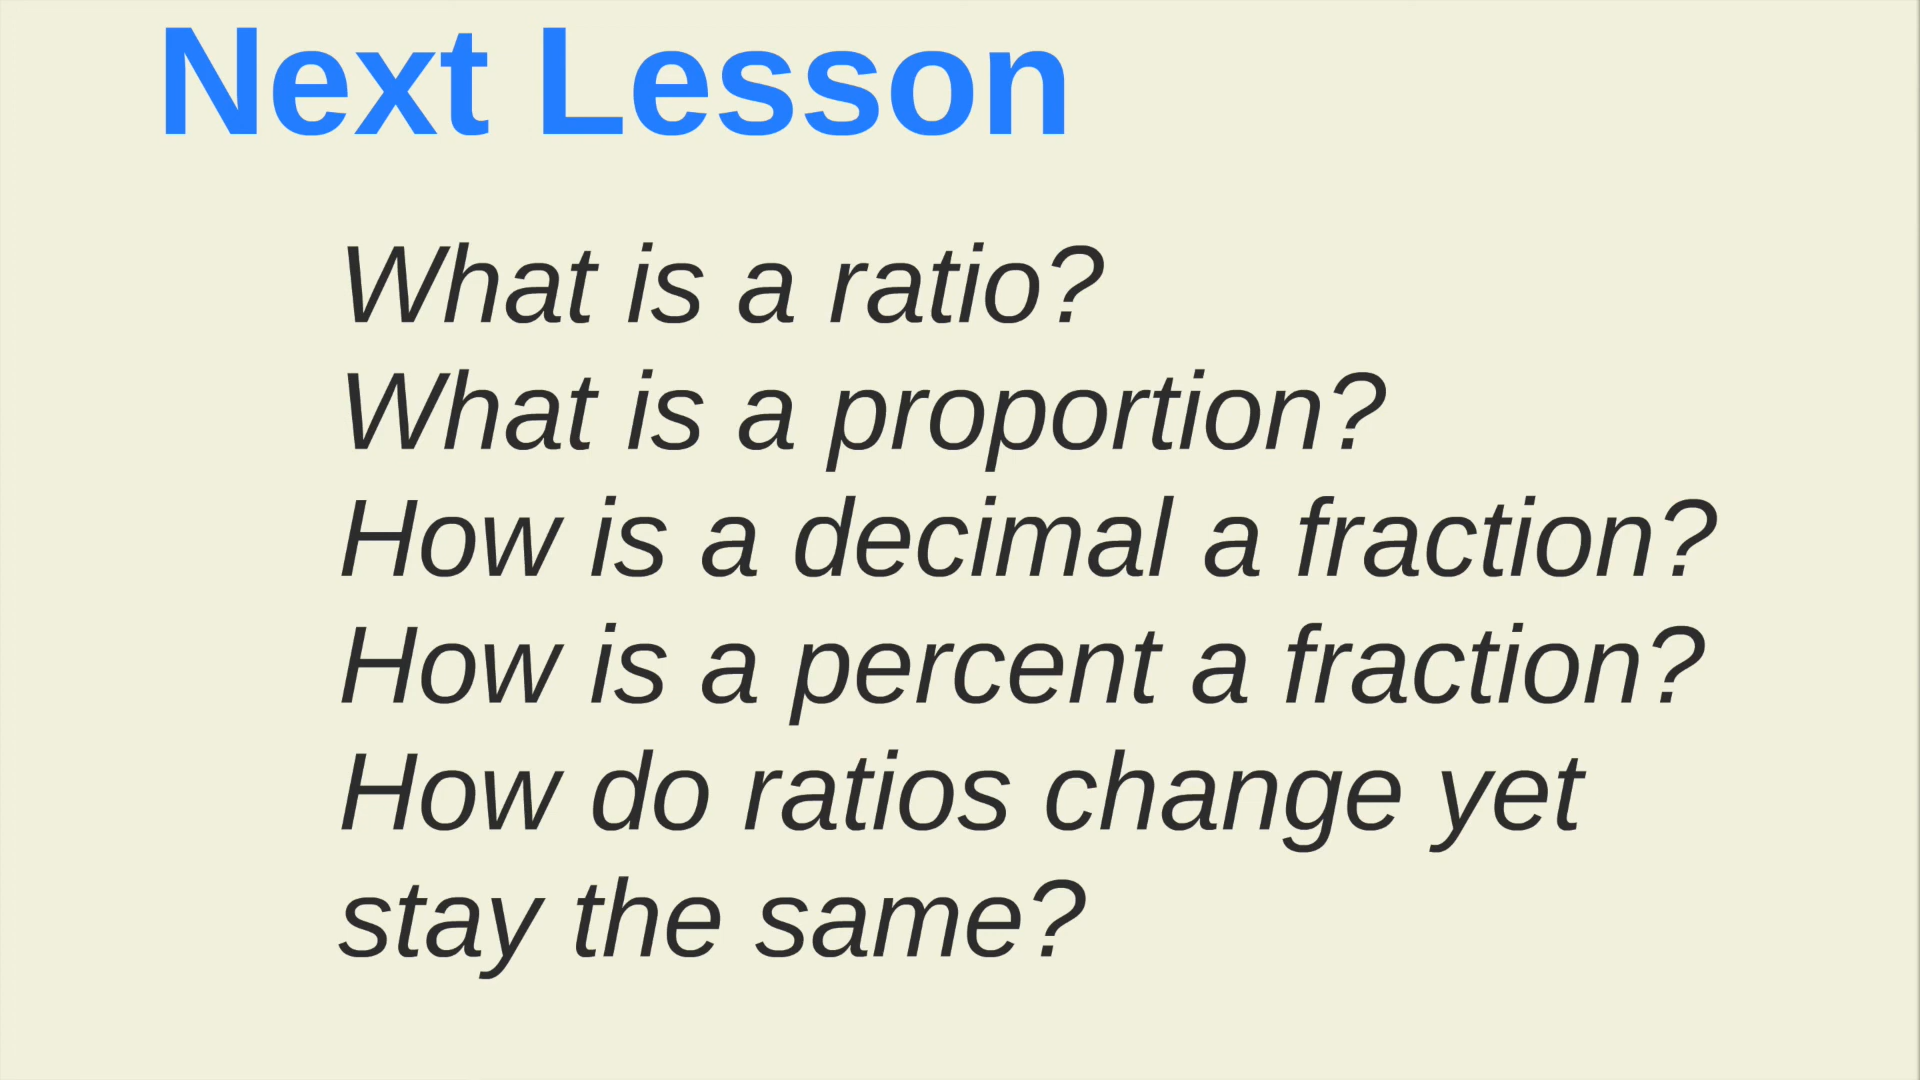 Next Lesson
What is a ratio?
What is a proportion?
How is a decimal a fraction?
How is a percent a fraction?
How do ratios change yet
stay the same?